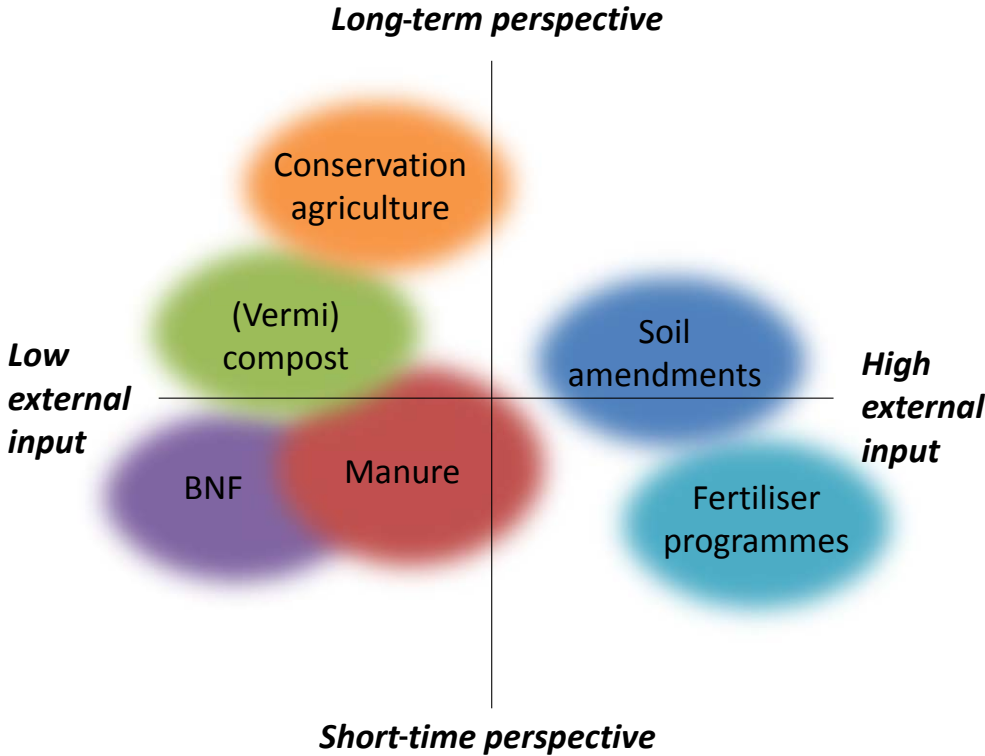 Long-term perspective
Conservation
agriculture
(Vermi)
compost
Soil
amendments
Low
external
input
High
external
input
BNF
Manure
Fertiliser
programmes
Short-time perspective